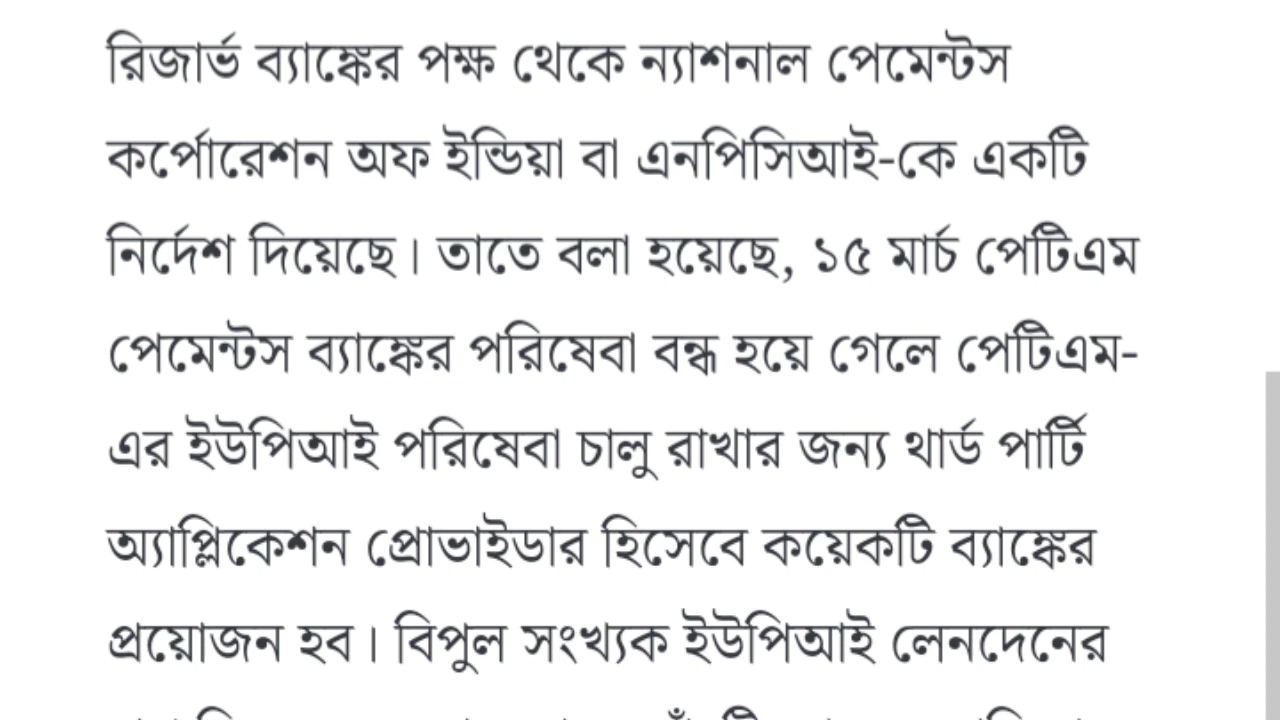 রিজার্ভ ব্যাঙ্কের পক্ষ থেকে ন্যাশনাল পেমেন্টস
কর্পোরেশন অফ ইন্ডিয়া বা এনপিসিআই-কে একটি
নির্দেশ দিয়েছে। তাতে বলা হয়েছে, ১৫ মার্চ পেটিএম
পেমেন্টস ব্যাঙ্কের পরিষেবা বন্ধ হয়ে গেলে পেটিএম-
এর ইউপিআই পরিষেবা চালু রাখার জন্য থার্ড পার্টি
অ্যাপ্লিকেশন প্রোভাইডার হিসেবে কয়েকটি ব্যাঙ্কের
প্রয়োজন হব। বিপুল সংখ্যক ইউপিআই লেনদেনের